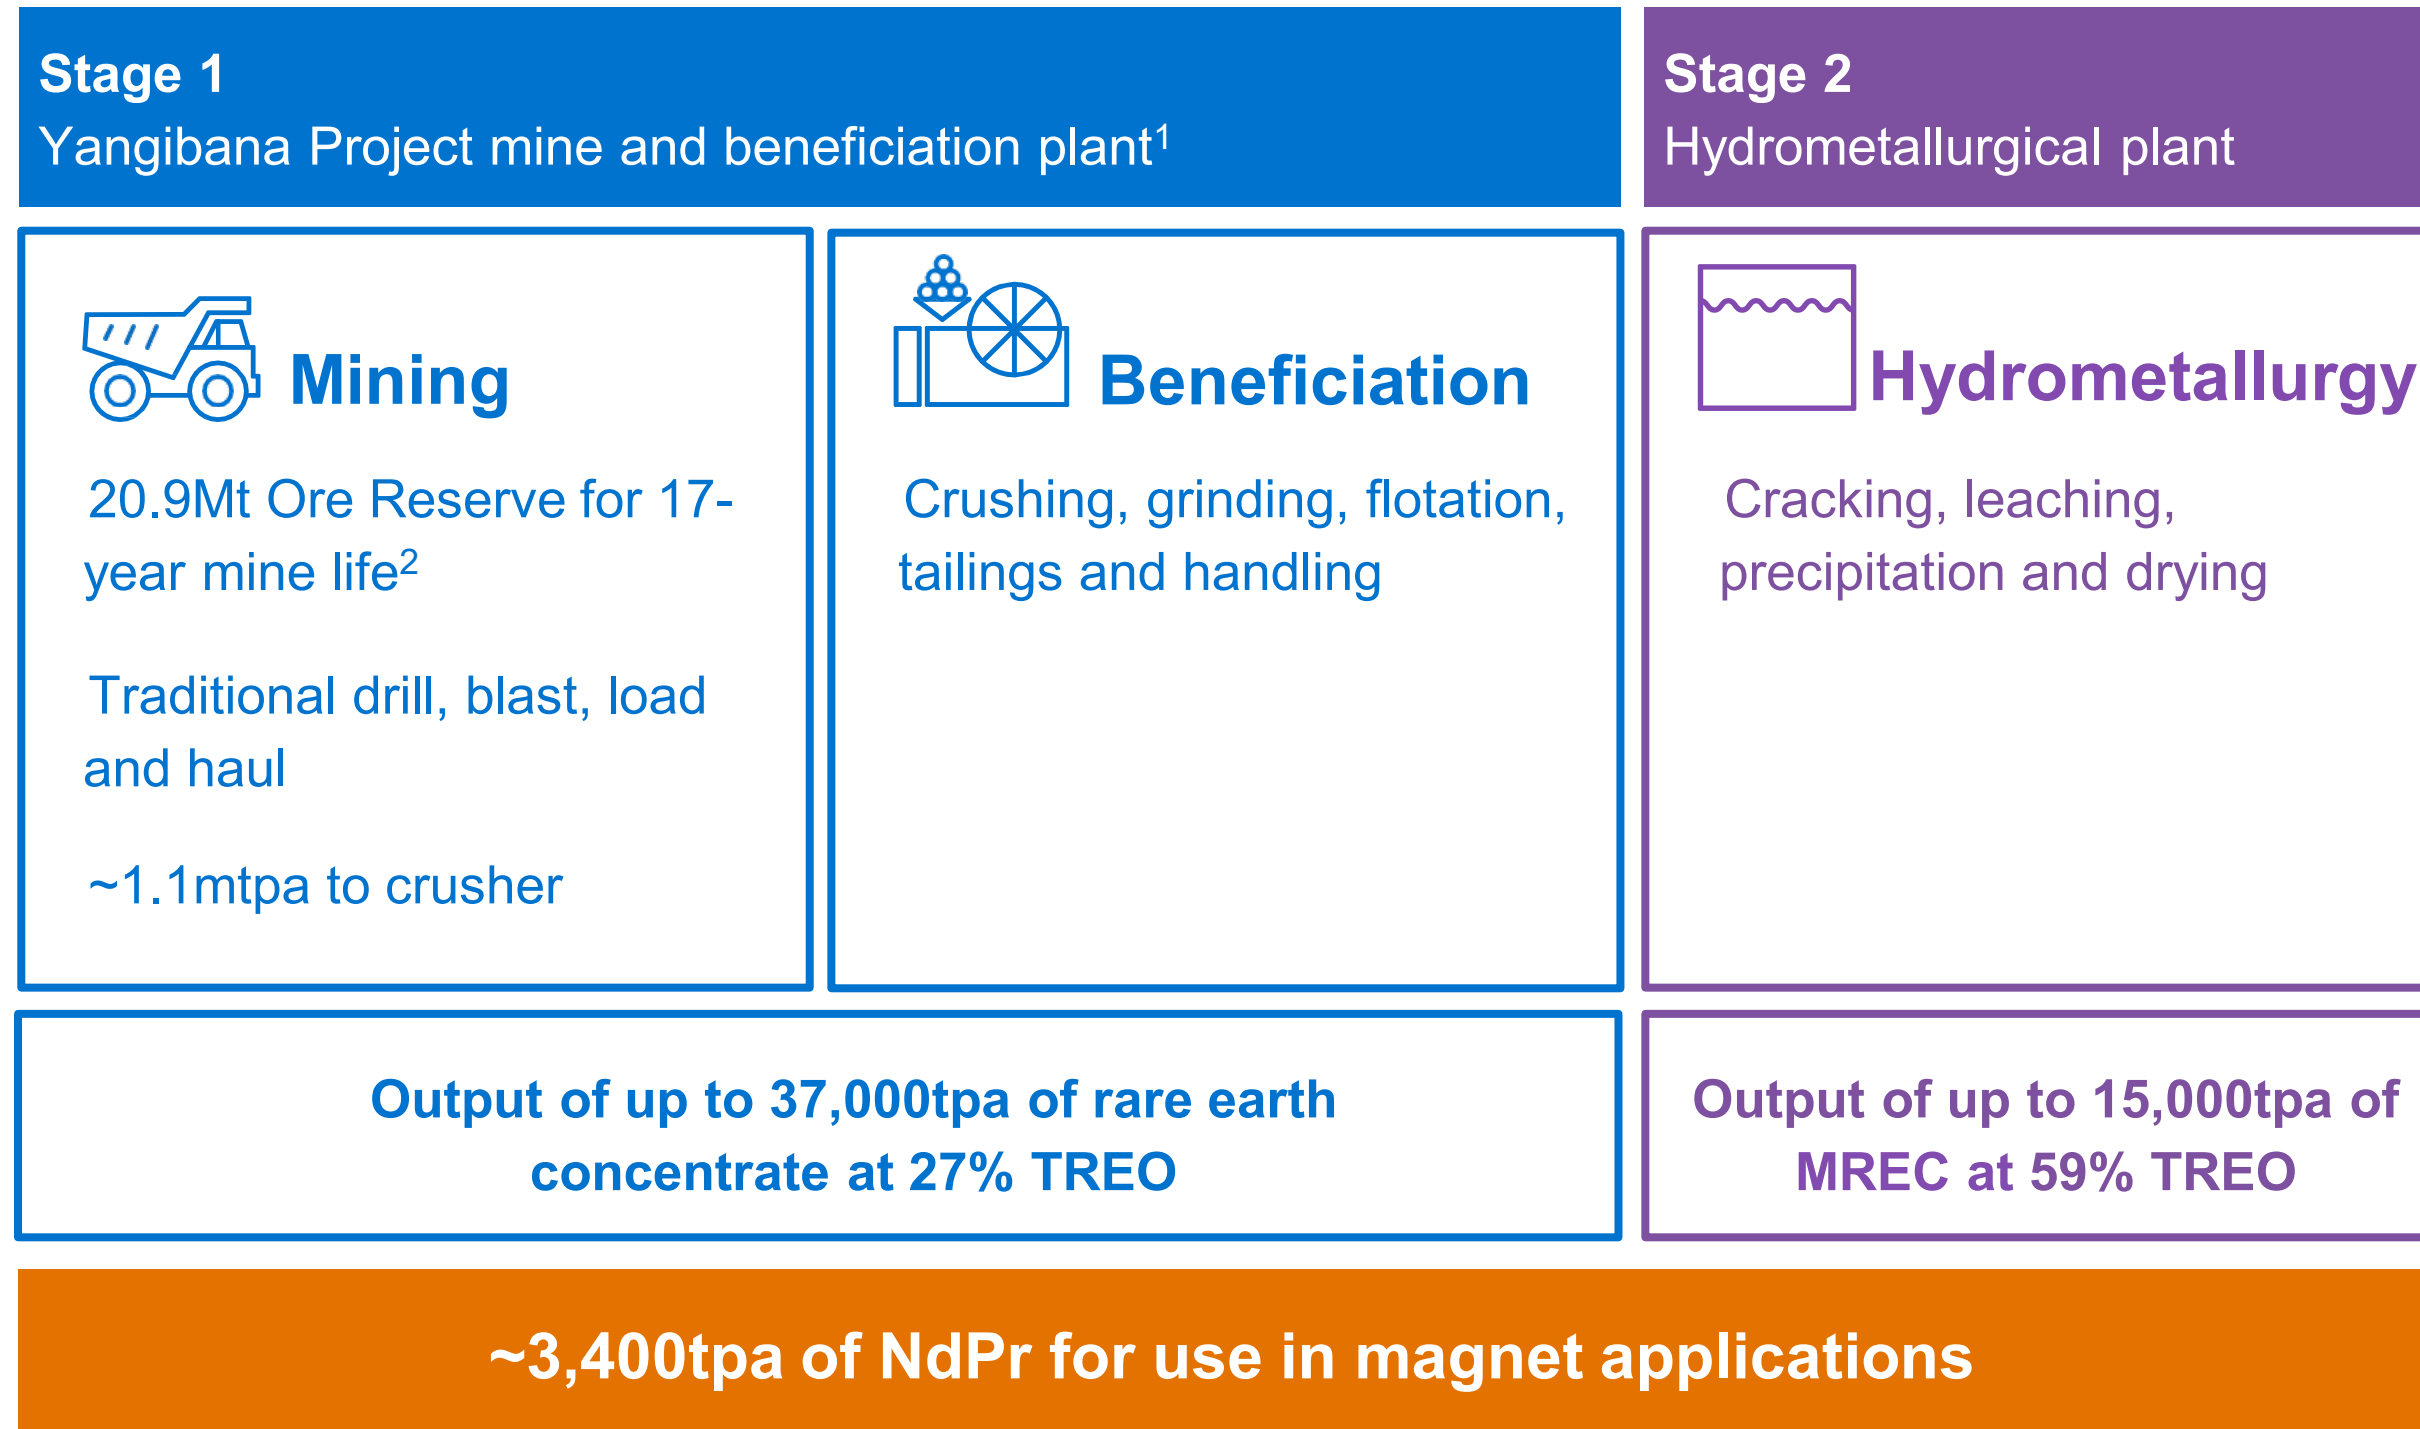 Stage 1
Yangibana Project mine and beneficiation plant¹
Stage 2
Hydrometallurgical plant
Mining
20.9Mt Ore Reserve for 17-
year mine life²
Traditional drill, blast, load
and haul
~1.1mtpa to crusher
Beneficiation
Crushing, grinding, flotation,
tailings and handling
Hydrometallurgy
Cracking, leaching,
precipitation and drying
Output of up to 37,000tpa of rare earth
concentrate at 27% TREO
Output of up to 15,000tpa of
MREC at 59% TREO
~3,400tpa of NdPr for use in magnet applications